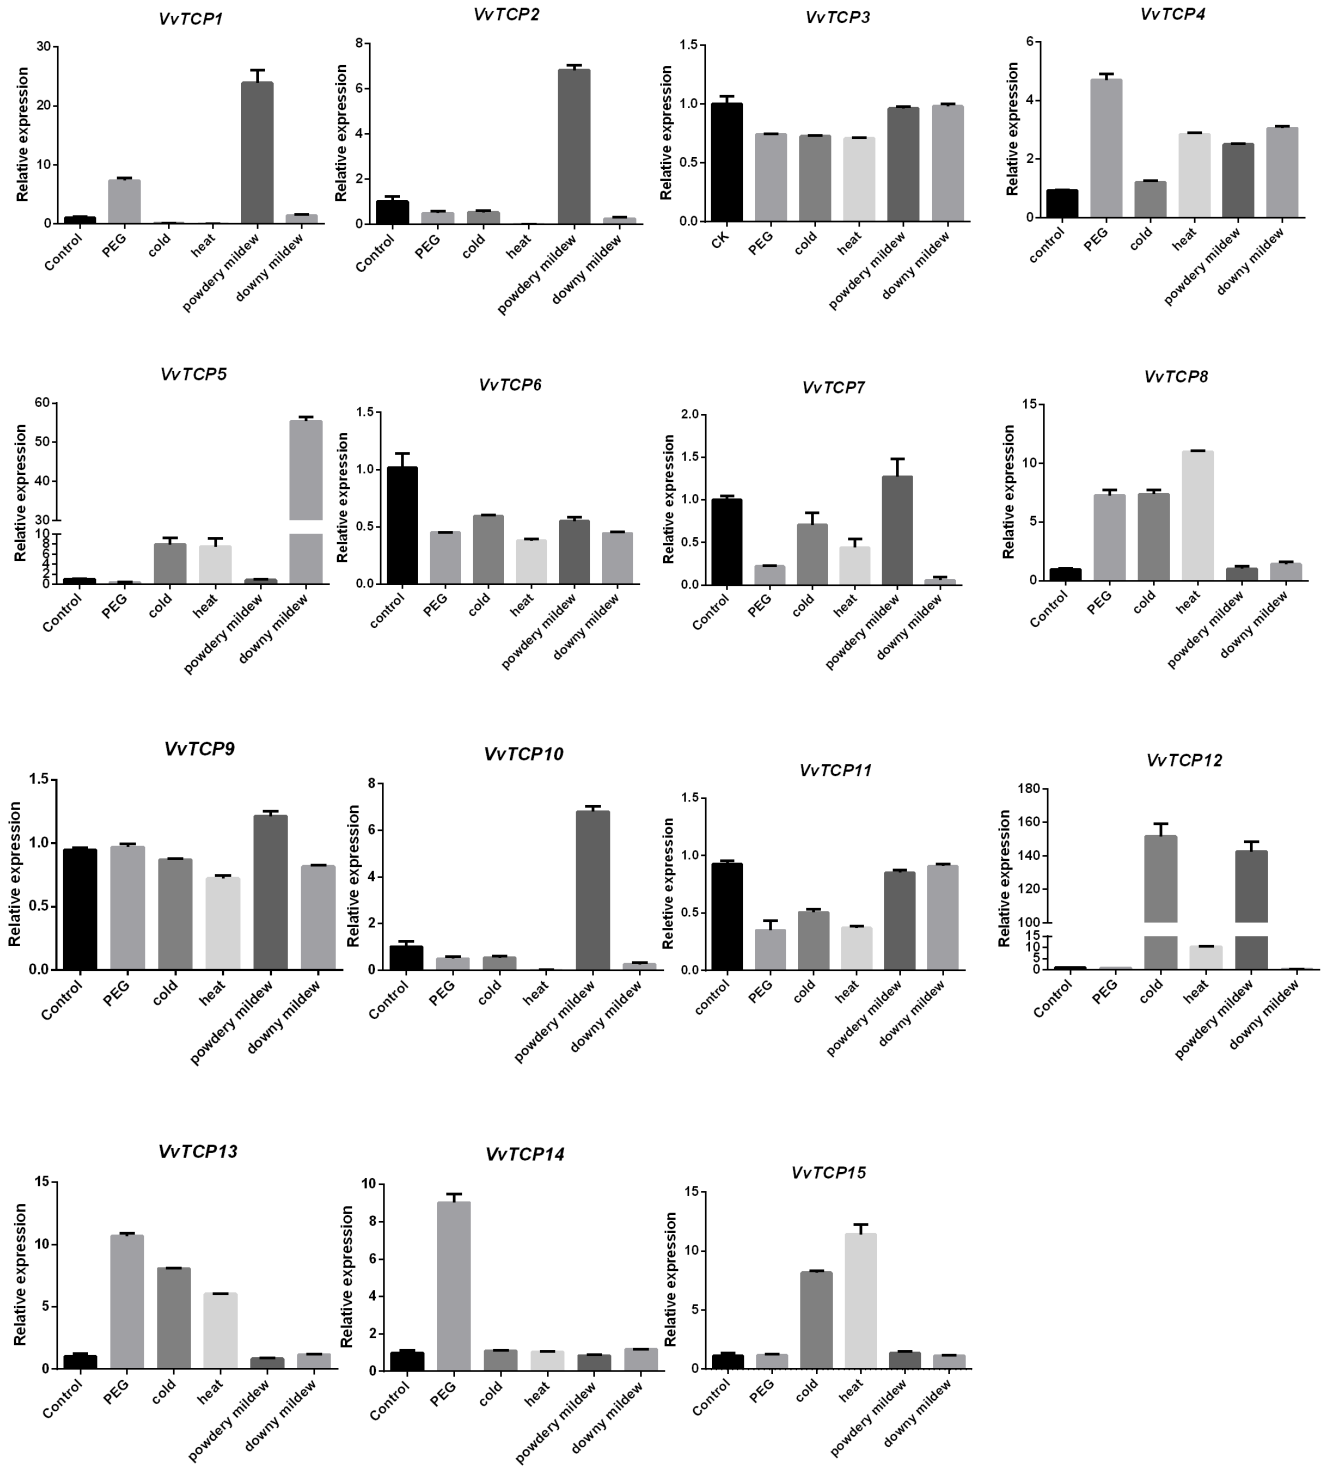 VvTCP1
Relative expression
30
20
10
0
Control
PEG
cold
heat
powdery mildew
downy mildew
VvTCP2
Relative expression
8
6
4
2
0
Control
PEG
cold
heat
powdery mildew
downy mildew
VvTCP3
Relative expression
1.5
1.0
0.5
0.0
CK
PEG
cold
heat
powdery mildew
downy mildew
VvTCP4
Relative expression
6
4
2
0
control
PEG
cold
heat
powdery mildew
downy mildew
VvTCP5
Relative expression
60
50
40
30
10
8
6
4
2
0
Control
PEG
cold
heat
powdery mildew
downy mildew
VvTCP6
Relative expression
1.5
1.0
0.5
0.0
control
PEG
cold
heat
powdery mildew
downy mildew
VvTCP7
Relative expression
2.0
1.5
1.0
0.5
0.0
Control
PEG
cold
heat
powdery mildew
downy mildew
VvTCP8
Relative expression
15
10
5
0
Control
PEG
cold
heat
powdery mildew
downy mildew
VvTCP9
Relative expression
1.5
1.0
0.5
0.0
Control
PEG
cold
heat
powdery mildew
downy mildew
VvTCP10
Relative expression
8
6
4
2
0
Control
PEG
cold
heat
powdery mildew
downy mildew
VvTCP11
Reletive expression
1.5
1.0
0.5
0.0
control
PEG
cold
heat
powdery mildew
downy mildew
VvTCP12
Relative expression
180
160
140
120
100
15
10
5
0
Control
PEG
cold
heat
powdery mildew
downy mildew
VvTCP13
Relative expression
15
10
5
0
Control
PEG
cold
heat
powdery mildew
downy mildew
VvTCP14
Relative expression
10
8
6
4
2
0
Control
PEG
cold
heat
powdery mildew
downy mildew
VvTCP15
Relative expression
15
10
5
0
Control
PEG
cold
heat
powdery mildew
downy mildew